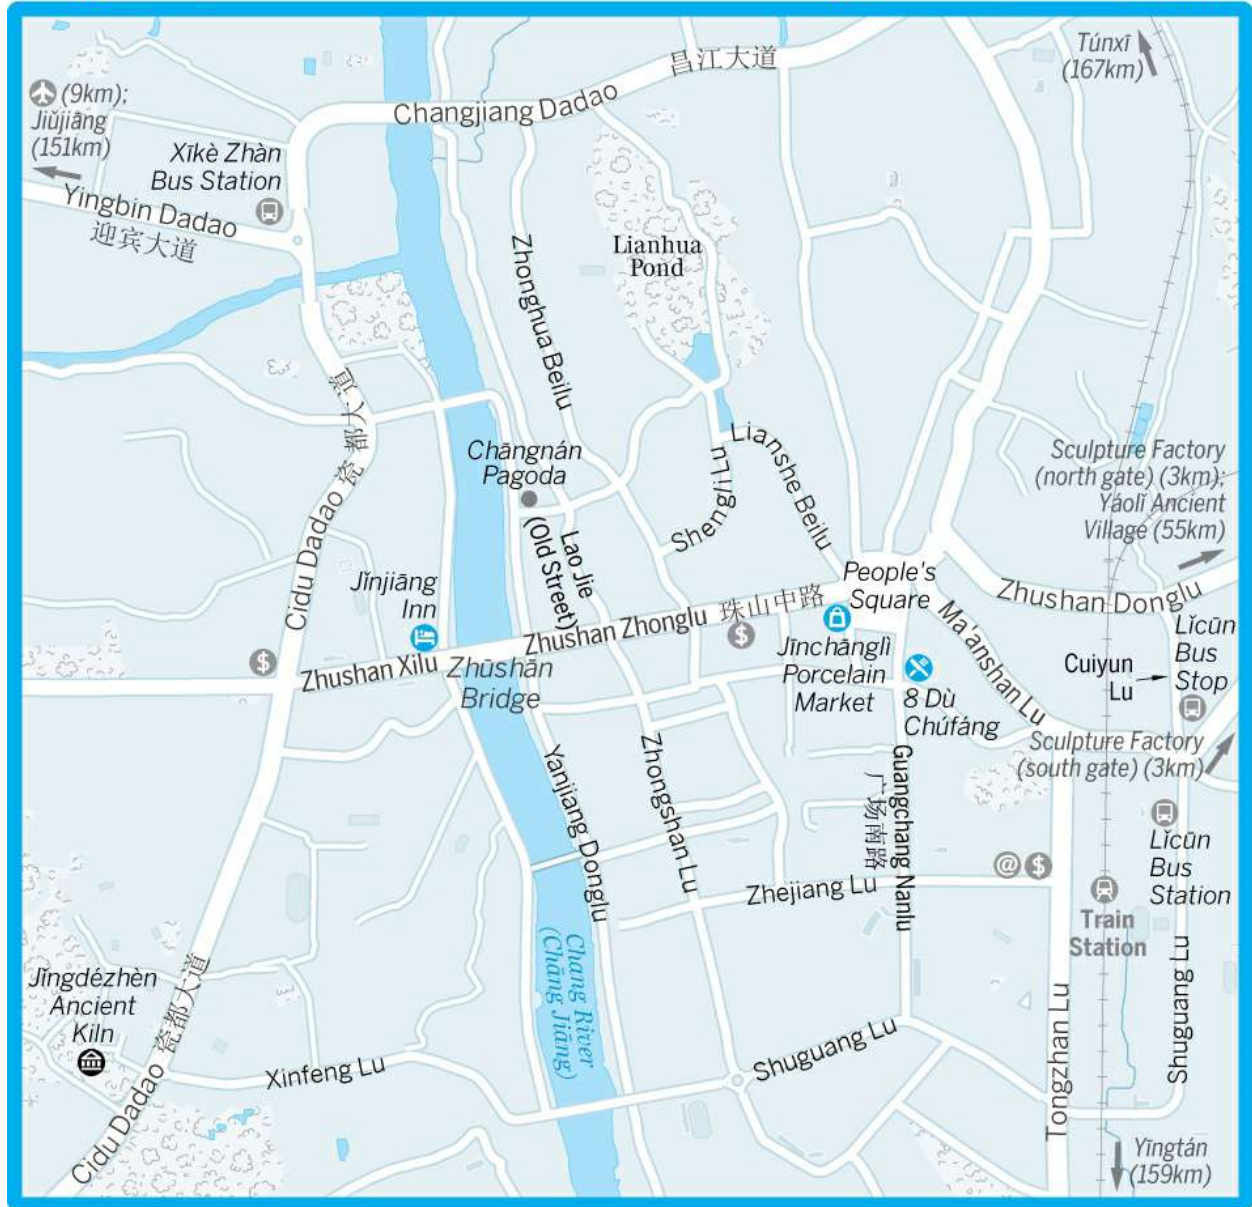 昌江大道
Túnxī
(167km)
(9km);
Jiǔjiāng
(151km)
Changjiang Dadao
Xīkè Zhàn
Bus Station
Yingbin Dadao
迎宾大道
Lianhua
Pond
Zhonghua Beilu
瓷都大道
Cidu Dadao
Chāngnán
Pagoda
Lianshe Beilu
Shengli Lu
Sculpture Factory
(north gate) (3km);
Yáolǐ Ancient
Village (55km)
Lao Jie
(Old Street)
Jǐnjiāng
Inn
People's
Square
Zhushan Donglu
Zhushan Zhonglu 珠山中路
$
$
Zhushan Xilu
Zhūshān
Bridge
Jīnchānglì
Porcelain
Market
8 Dù
Chúfáng
Ma'anshan Lu
Cuiyun
Lu
Lǐcūn
Bus
Stop
Sculpture Factory
(south gate) (3km)
Yanjiang Donglu
Zhongshan Lu
Guangchang Nanlu
广场南路
Lǐcūn
Bus
Station
@ $
Zhejiang Lu
Train
Station
Chang River
(Chāng Jiāng)
Jǐngdézhèn
Ancient
Kiln
Cidu Dadao 瓷都大道
Xinfeng Lu
Shuguang Lu
Tongzhan Lu
Shuguang Lu
Yīngtán
(159km)